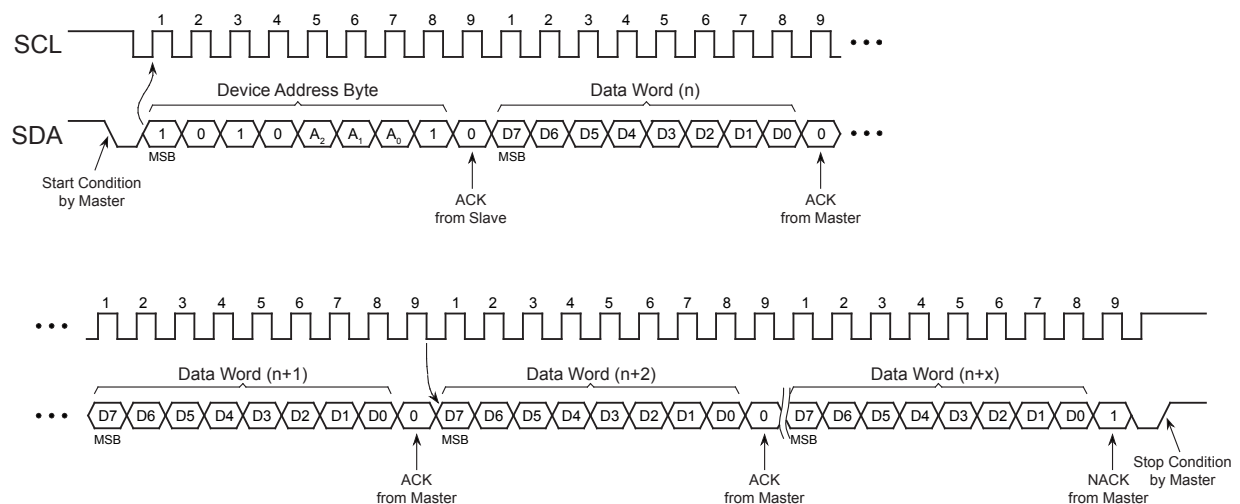 SCL 1 2 3 4 5 6 7 8 9 1 2 3 4 5 6 7 8 9 •••
Device Address Byte Data Word (n)
SDA 1 0 1 0 A₂ A₁ A₀ 1 0 D7 D6 D5 D4 D3 D2 D1 D0 0 •••
MSB MSB
Start Condition
by Master
ACK
from Slave
ACK
from Master
••• 1 2 3 4 5 6 7 8 9 1 2 3 4 5 6 7 8 9 1 2 3 4 5 6 7 8 9
Data Word (n+1) Data Word (n+2) Data Word (n+x)
••• D7 D6 D5 D4 D3 D2 D1 D0 0 D7 D6 D5 D4 D3 D2 D1 D0 0 D7 D6 D5 D4 D3 D2 D1 D0 1
MSB MSB MSB
ACK
from Master
ACK
from Master
NACK
from Master
Stop Condition
by Master